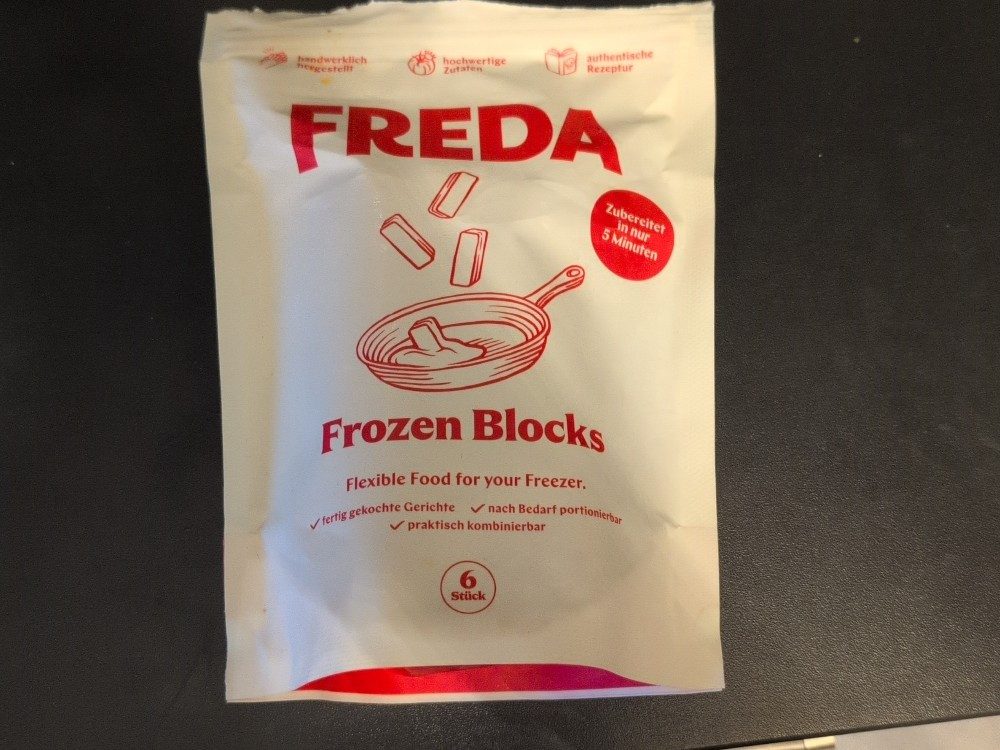 handwerklich
hergestellt
hochwertige
Zutaten
authentische
Rezeptur
FREDA
Zubereitet
in nur
5 Minuten
Frozen Blocks
Flexible Food for your Freezer.
fertig gekochte Gerichte nach Bedarf portionierbar
praktisch kombinierbar
6
Stück